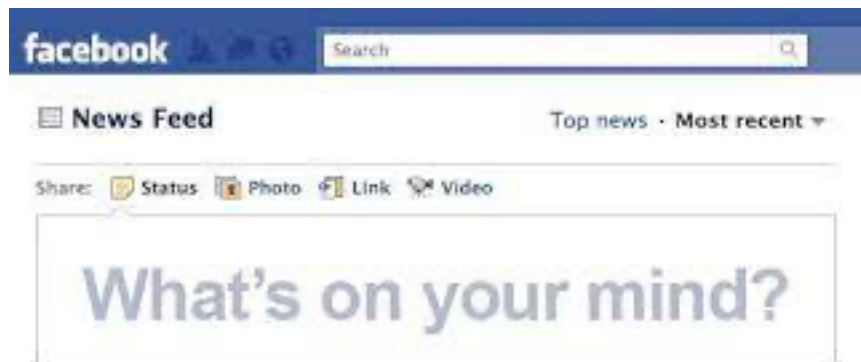 facebook Search
News Feed Top news · Most recent
Share: Status Photo Link Video
What's on your mind?